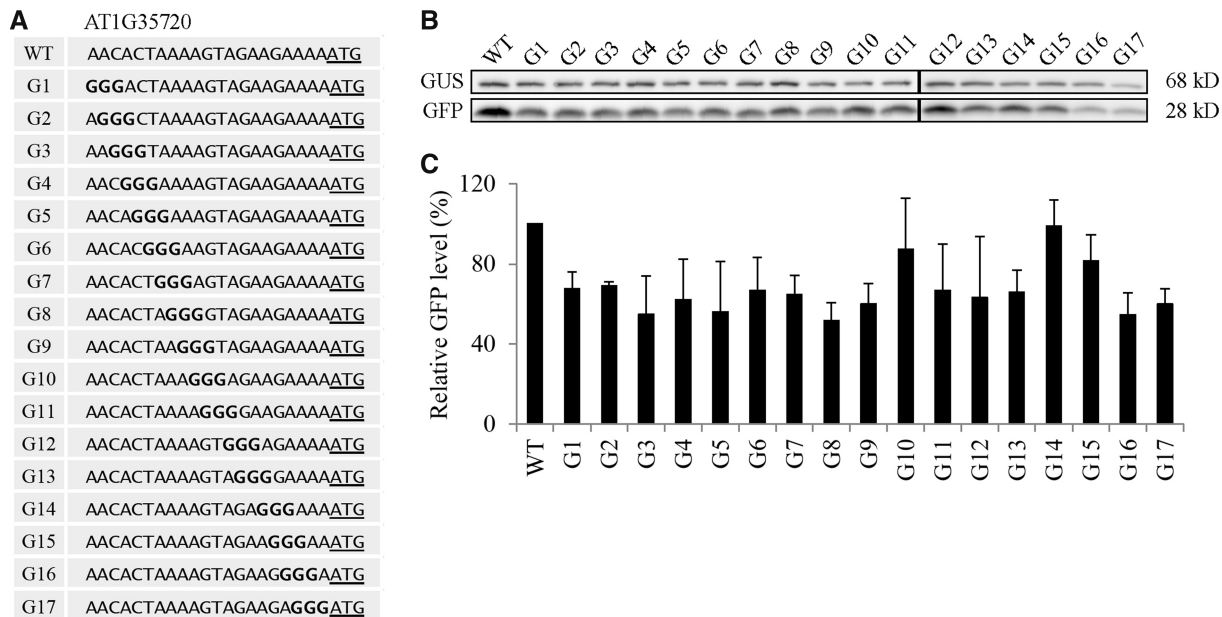 A
AT1G35720
WT AACACTAAAAGTAGAAGAAAAATG
G1 GGGACTAAAAGTAGAAGAAAAATG
G2 AGGGCTAAAAGTAGAAGAAAAATG
G3 AAGGGTAAAAGTAGAAGAAAAATG
G4 AACGGGAAAAGTAGAAGAAAAATG
G5 AACAGGGAAAGTAGAAGAAAAATG
G6 AACACGGGAAGTAGAAGAAAAATG
G7 AACACTGGGAGTAGAAGAAAAATG
G8 AACACTAGGGGTAGAAGAAAAATG
G9 AACACTAAGGGTAGAAGAAAAATG
G10 AACACTAAAGGGAGAAGAAAAATG
G11 AACACTAAAAGGGGAAGAAAAATG
G12 AACACTAAAAGTGGGAGAAAAATG
G13 AACACTAAAAGTAGGGGAAAAATG
G14 AACACTAAAAGTAGAGGGAAAATG
G15 AACACTAAAAGTAGAAGGGAAATG
G16 AACACTAAAAGTAGAAGGGGAATG
G17 AACACTAAAAGTAGAAGAGGGATG
B
WT G1 G2 G3 G4 G5 G6 G7 G8 G9 G10 G11 G12 G13 G14 G15 G16 G17
GUS 68 kD
GFP 28 kD
C
Relative GFP level (%)
120
80
40
0
WT G1 G2 G3 G4 G5 G6 G7 G8 G9 G10 G11 G12 G13 G14 G15 G16 G17